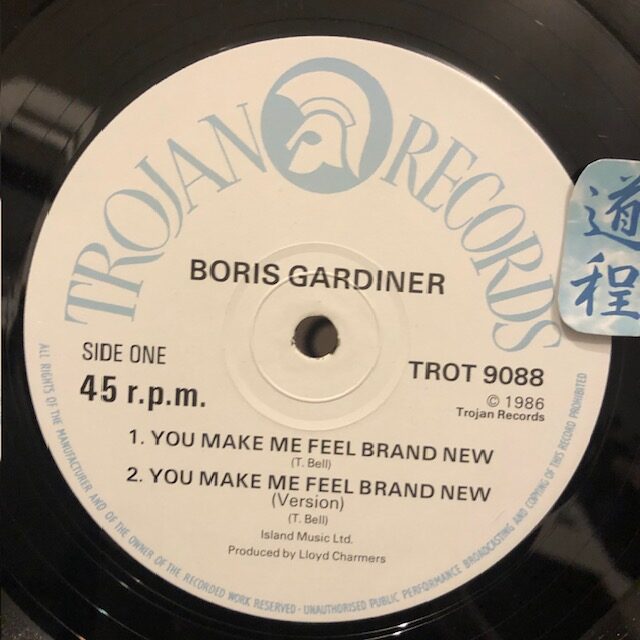 TROJAN RECORDS
BORIS GARDINER
SIDE ONE
45 r.p.m.
TROT 9088
© 1986
Trojan Records
1. YOU MAKE ME FEEL BRAND NEW
(T. Bell)
2. YOU MAKE ME FEEL BRAND NEW
(Version)
(T. Bell)
Island Music Ltd.
Produced by Lloyd Charmers
ALL RIGHTS OF THE MANUFACTURER AND OF THE OWNER OF THE RECORDED WORK RESERVED - UNAUTHORISED PUBLIC PERFORMANCE BROADCASTING AND COPYING OF THIS RECORD PROHIBITED
道程